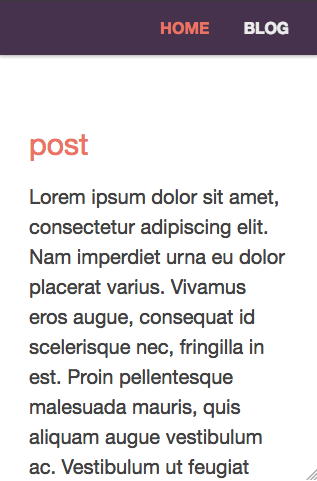 HOME BLOG
post
Lorem ipsum dolor sit amet,
consectetur adipiscing elit.
Nam imperdiet urna eu dolor
placerat varius. Vivamus
eros augue, consequat id
scelerisque nec, fringilla in
est. Proin pellentesque
malesuada mauris, quis
aliquam augue vestibulum
ac. Vestibulum ut feugiat